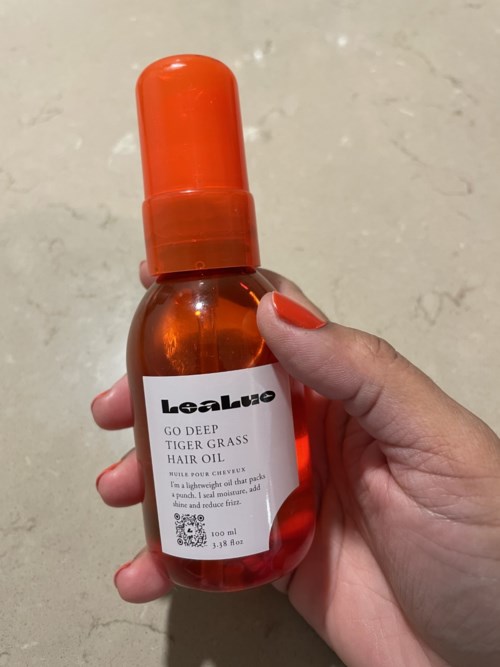 LeaLuo
GO DEEP
TIGER GRASS
HAIR OIL
HUILE POUR CHEVEUX
I'm a lightweight oil that packs
a punch. I seal moisture, add
shine and reduce frizz.
100 ml
3.38 fl oz